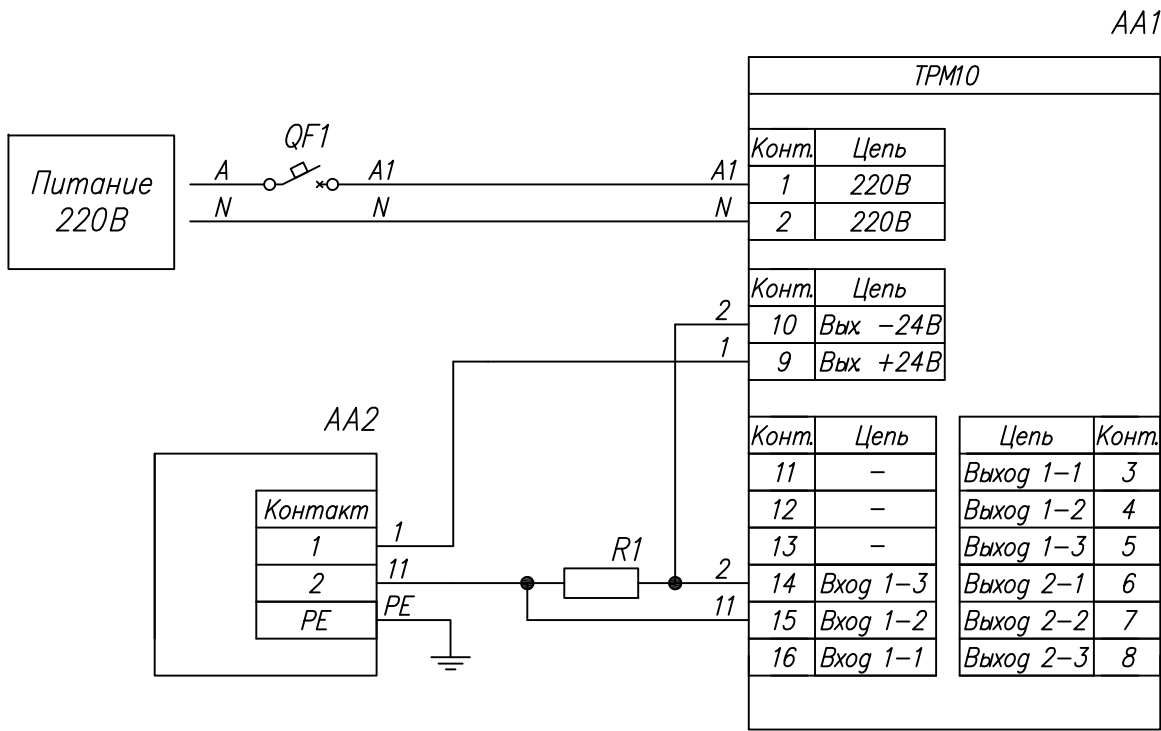 AA1
ТРМ10
QF1
Питание
220В
A
A1
A1
N
N
N
Конт. Цепь
1 220В
2 220В
Конт. Цепь
10 Вых. -24В
9 Вых. +24В
2
1
AA2
Контакт
1
2
PE
1
11
PE
R1
2
11
Конт. Цепь
11 -
12 -
13 -
14 Вход 1-3
15 Вход 1-2
16 Вход 1-1
Цепь Конт.
Выход 1-1 3
Выход 1-2 4
Выход 1-3 5
Выход 2-1 6
Выход 2-2 7
Выход 2-3 8